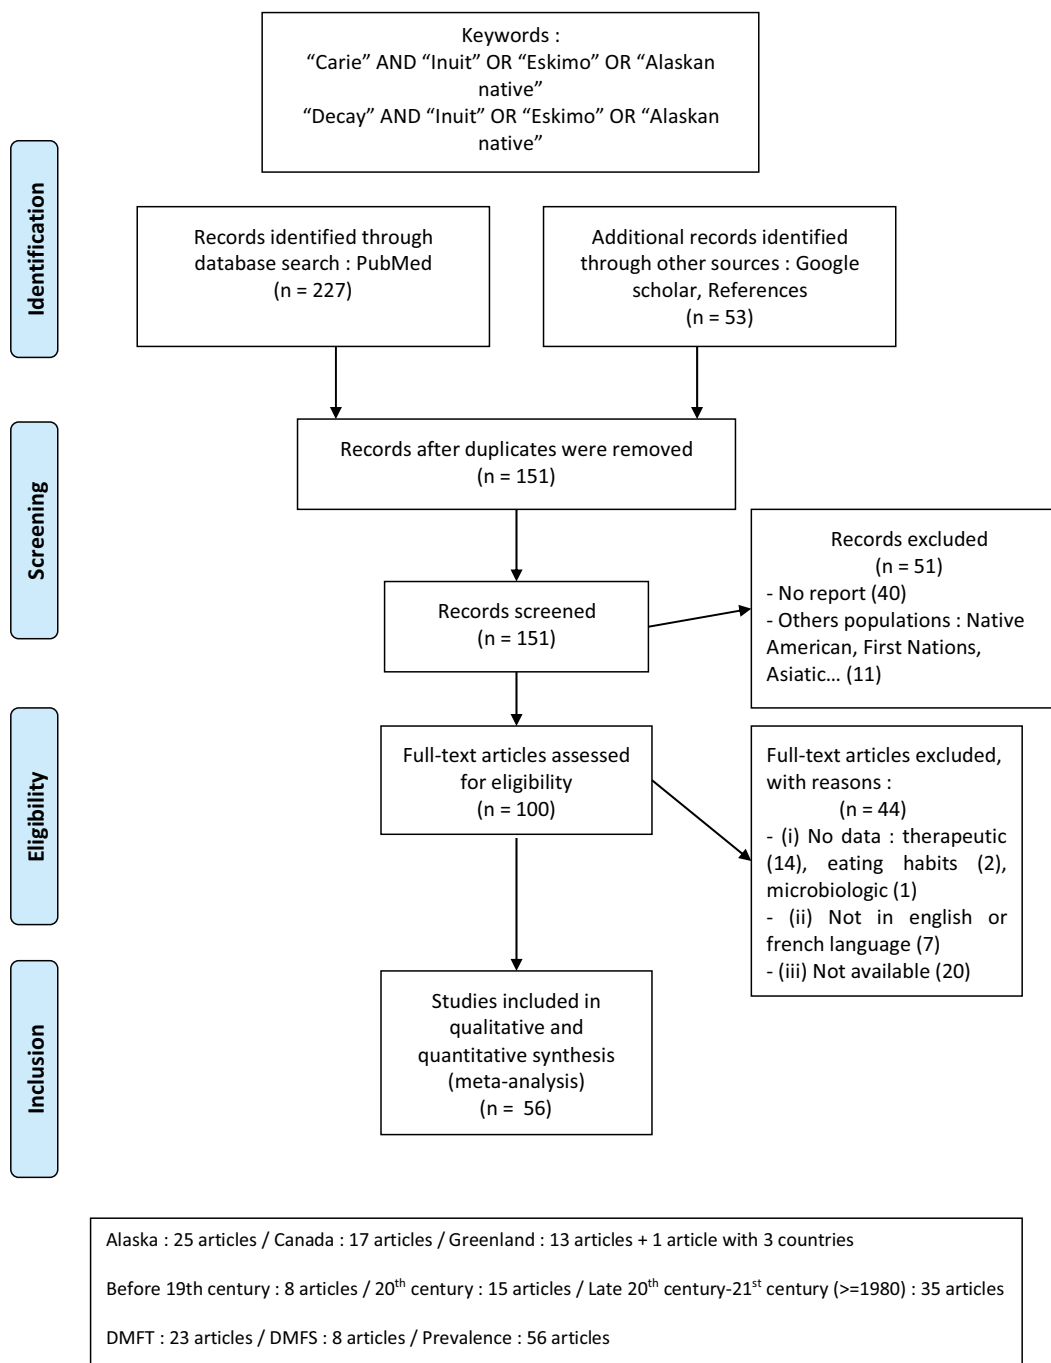 Keywords :
“Carie” AND “Inuit” OR “Eskimo” OR “Alaskan
native”
“Decay” AND “Inuit” OR “Eskimo” OR “Alaskan
native”
Identification
Records identified through
database search : PubMed
(n = 227)
Additional records identified
through other sources : Google
scholar, References
(n = 53)
Screening
Records after duplicates were removed
(n = 151)
Records screened
(n = 151)
Records excluded
(n = 51)
- No report (40)
- Others populations : Native
American, First Nations,
Asiatic... (11)
Eligibility
Full-text articles assessed
for eligibility
(n = 100)
Full-text articles excluded,
with reasons :
(n = 44)
- (i) No data : therapeutic
(14), eating habits (2),
microbiologic (1)
- (ii) Not in english or
french language (7)
- (iii) Not available (20)
Inclusion
Studies included in
qualitative and
quantitative synthesis
(meta-analysis)
(n = 56)
Alaska : 25 articles / Canada : 17 articles / Greenland : 13 articles + 1 article with 3 countries
Before 19th century : 8 articles / 20th century : 15 articles / Late 20th century-21st century (>=1980) : 35 articles
DMFT : 23 articles / DMFS : 8 articles / Prevalence : 56 articles